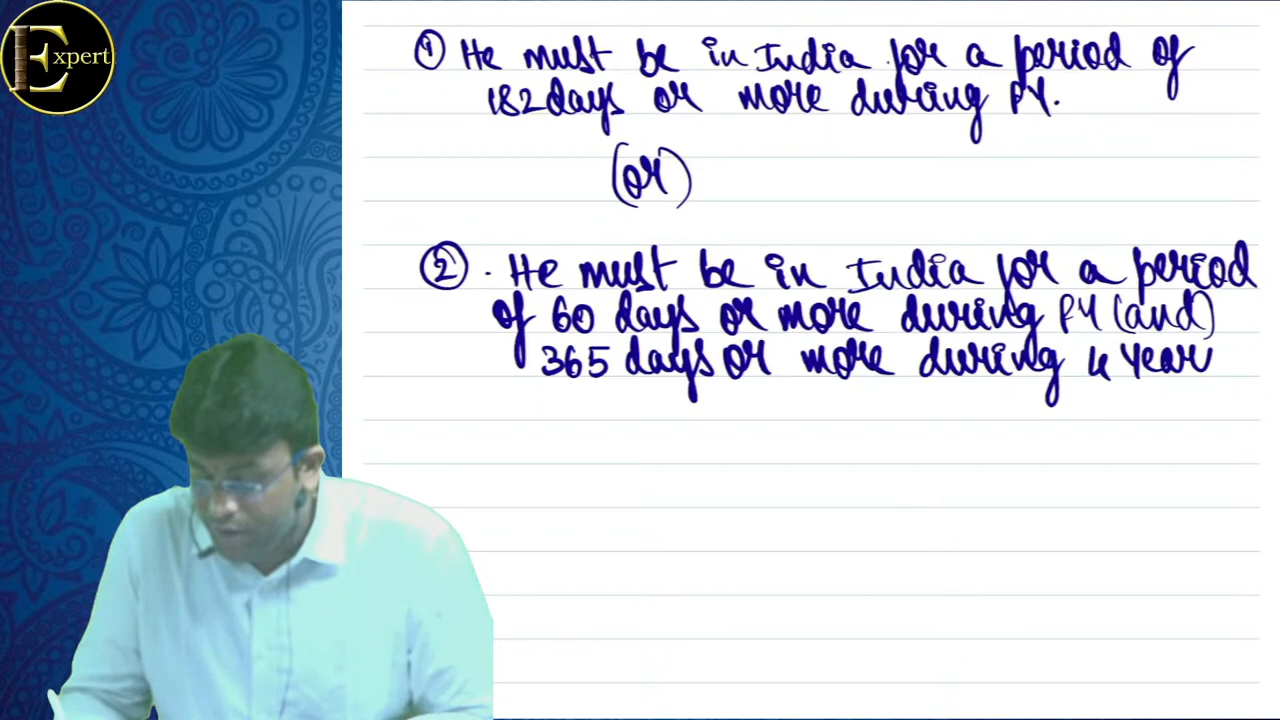 Expert
① He must be in India for a period of
182 days or more during PY.
(or)
② . He must be in India for a period
of 60 days or more during PY (and)
365 days or more during 4 Year